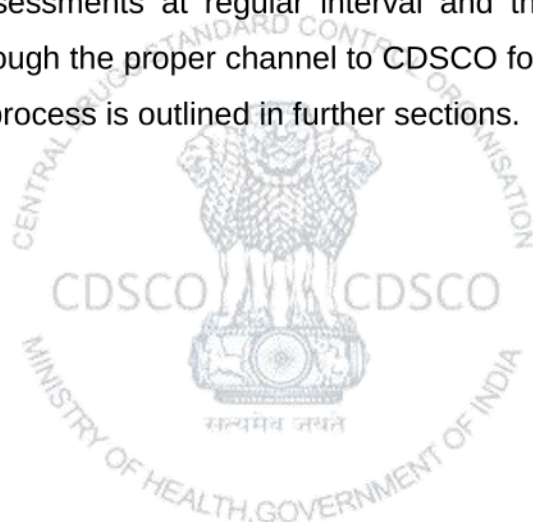 sessments at regular interval and th
ough the proper channel to CDSCO fo
process is outlined in further sections.
CENTRAL DRUGS STANDARD CONTROL ORGANISATION
CDSCO CDSCO
सत्यमेव जयते
MINISTRY OF HEALTH,GOVERNMENT OF INDIA